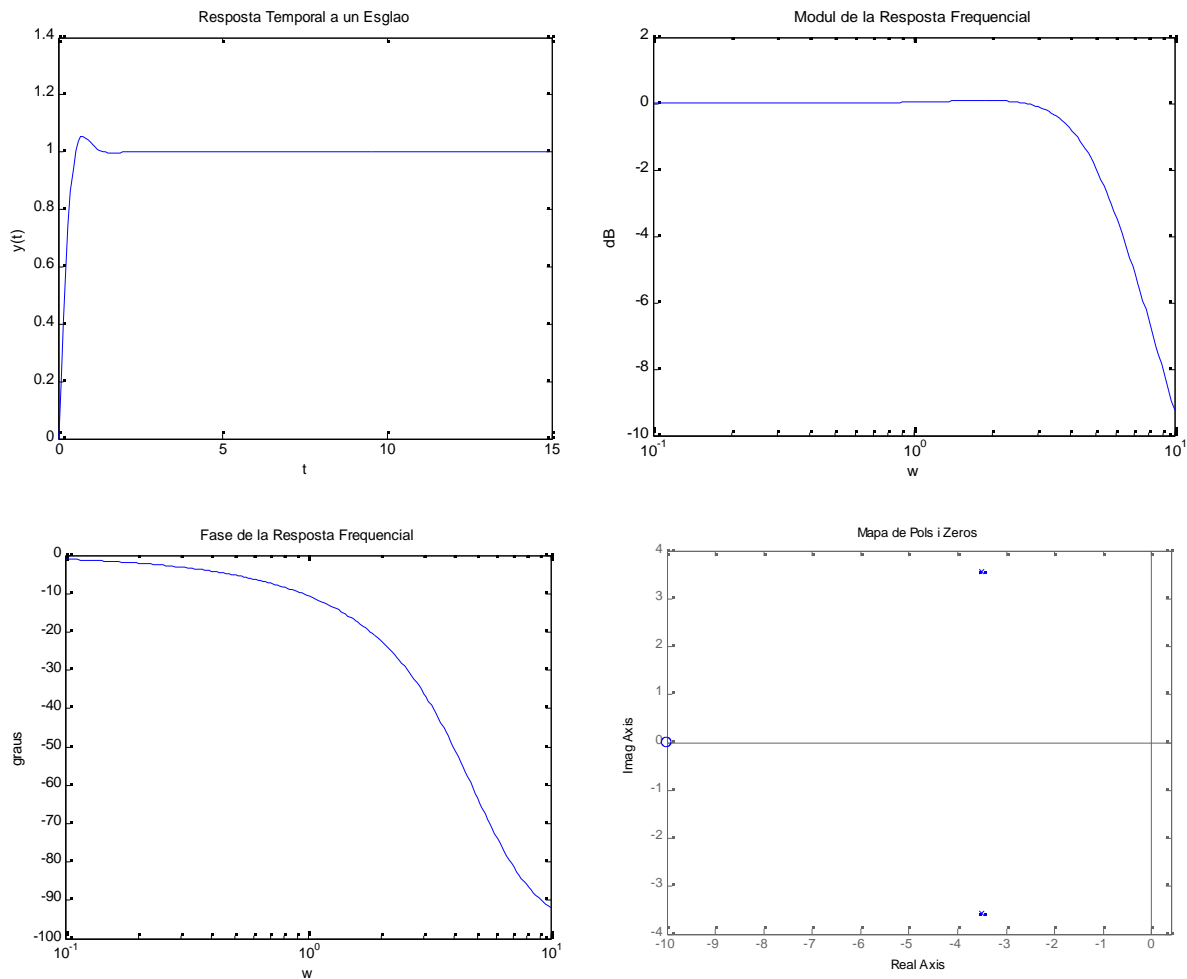 Resposta Temporal a un Esglao
1.4
1.2
1
0.8
0.6
0.4
0.2
0
y(t)
0 5 10 15
t
Modul de la Resposta Frequencial
2
0
-2
-4
-6
-8
-10
dB
10^-1 10^0 10^1
w
Fase de la Resposta Frequencial
0
-10
-20
-30
-40
-50
-60
-70
-80
-90
-100
graus
10^-1 10^0 10^1
w
Mapa de Pols i Zeros
4
3
2
1
0
-1
-2
-3
-4
Imag Axis
-10 -9 -8 -7 -6 -5 -4 -3 -2 -1 0
Real Axis